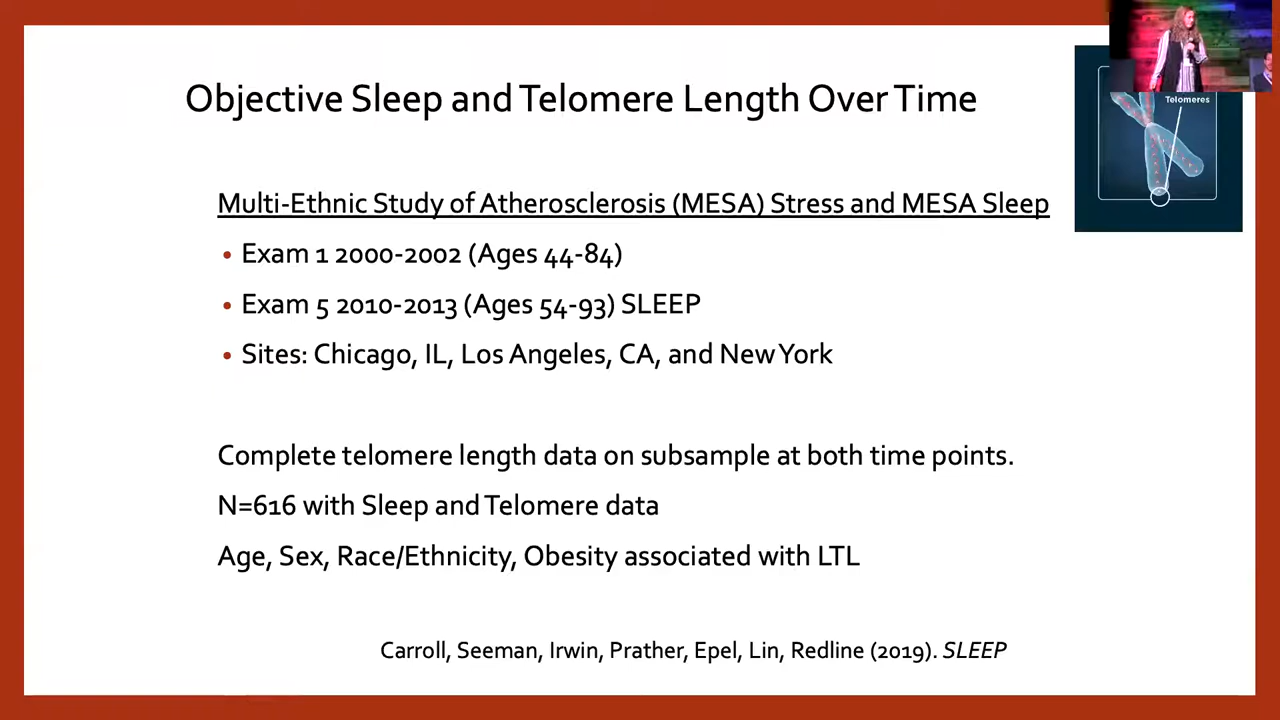 Objective Sleep and Telomere Length Over Time
Telomeres
Multi-Ethnic Study of Atherosclerosis (MESA) Stress and MESA Sleep
• Exam 1 2000-2002 (Ages 44-84)
• Exam 5 2010-2013 (Ages 54-93) SLEEP
• Sites: Chicago, IL, Los Angeles, CA, and New York
Complete telomere length data on subsample at both time points.
N=616 with Sleep and Telomere data
Age, Sex, Race/Ethnicity, Obesity associated with LTL
Carroll, Seeman, Irwin, Prather, Epel, Lin, Redline (2019). SLEEP